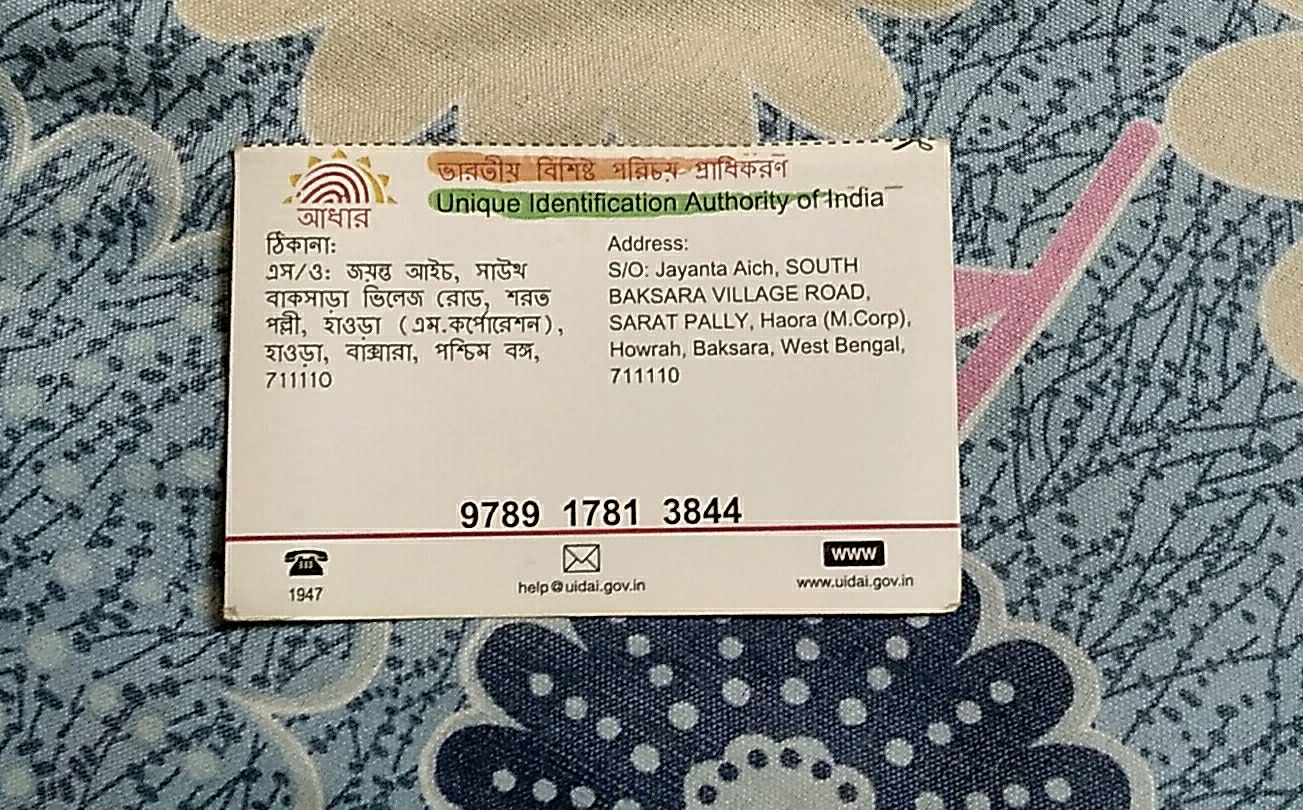 ভারতীয় বিশিষ্ট পরিচয় প্রাধিকরণ
Unique Identification Authority of India
আধার
ঠিকানা:
এস/ও: জয়ন্ত আইচ, সাউথ
বাকসাড়া ভিলেজ রোড, শরত
পল্লী, হাওড়া (এম.কর্পোরেশন),
হাওড়া, বাক্সারা, পশ্চিম বঙ্গ,
711110
Address:
S/O: Jayanta Aich, SOUTH
BAKSARA VILLAGE ROAD,
SARAT PALLY, Haora (M.Corp),
Howrah, Baksara, West Bengal,
711110
9789 1781 3844
1947
help@uidai.gov.in
www
www.uidai.gov.in